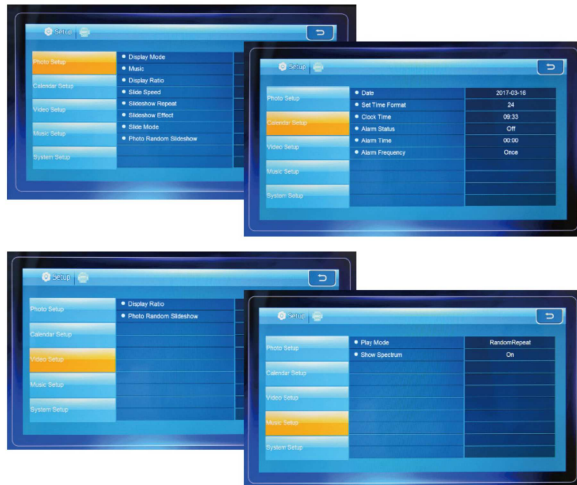 Setup
Photo Setup
Calendar Setup
Video Setup
Music Setup
System Setup
Display Mode
Music
Display Ratio
Slide Speed
Slideshow Repeat
Slideshow Effect
Slide Mode
Photo Random Slideshow
Setup
Photo Setup
Calendar Setup
Video Setup
Music Setup
System Setup
Date 2017-03-16
Set Time Format 24
Clock Time 09:33
Alarm Status Off
Alarm Time 00:00
Alarm Frequency Once
Setup
Photo Setup
Calendar Setup
Video Setup
Music Setup
System Setup
Display Ratio
Photo Random Slideshow
Setup
Photo Setup
Calendar Setup
Video Setup
Music Setup
System Setup
Play Mode RandomRepeat
Show Spectrum On